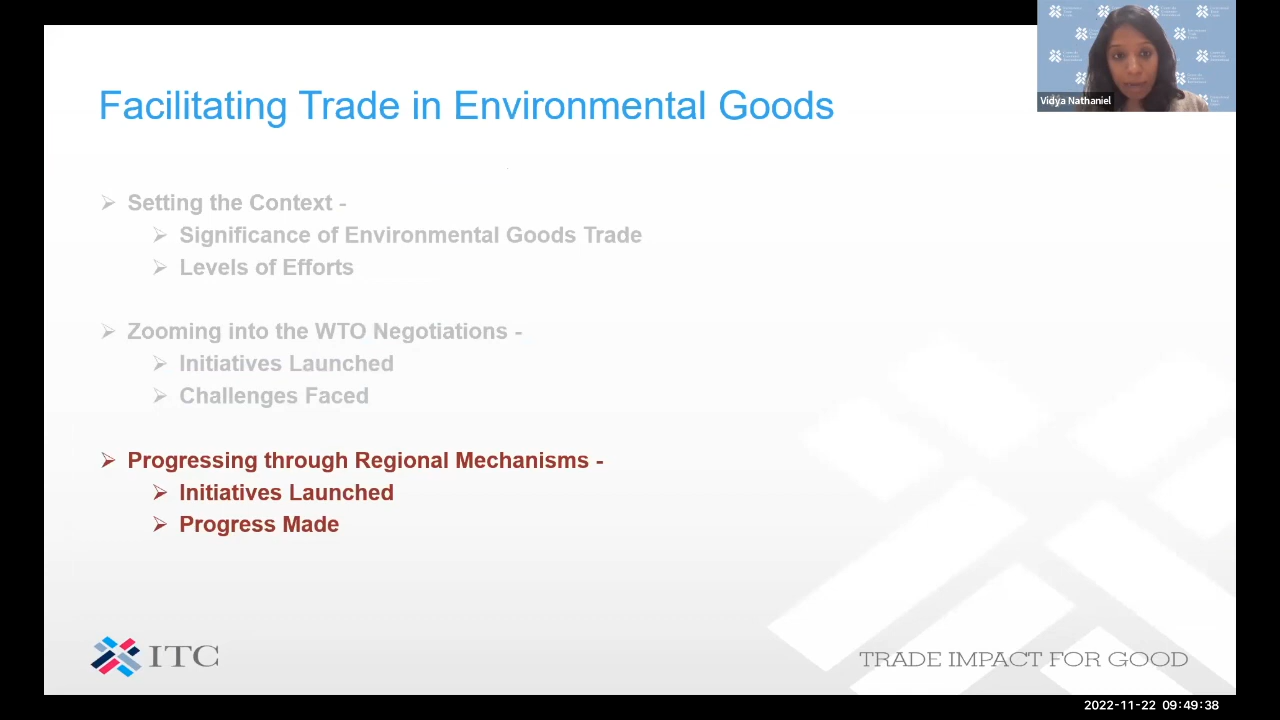 Facilitating Trade in Environmental Goods
Vidya Nathaniel
Setting the Context -
Significance of Environmental Goods Trade
Levels of Efforts
Zooming into the WTO Negotiations -
Initiatives Launched
Challenges Faced
Progressing through Regional Mechanisms -
Initiatives Launched
Progress Made
ITC
TRADE IMPACT FOR GOOD
2022-11-22 09:49:38